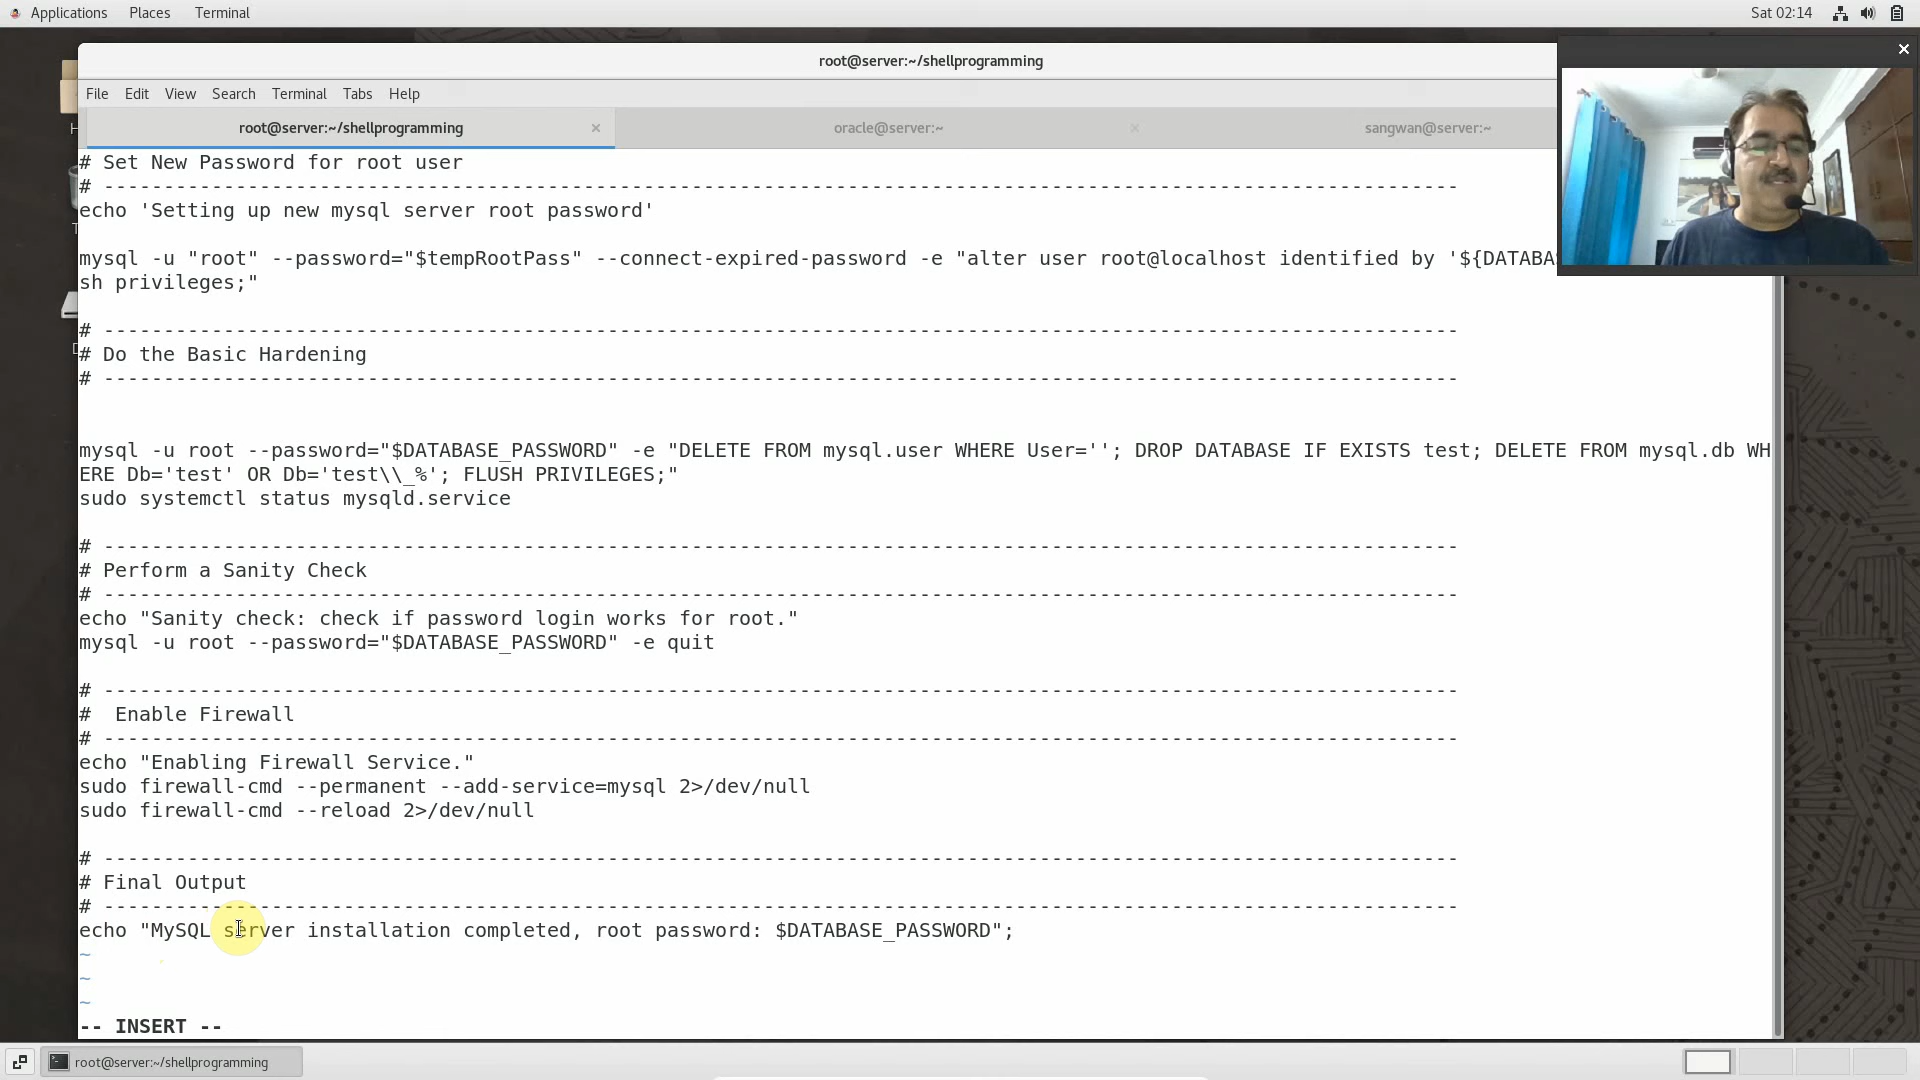 Applications Places Terminal Sat 02:14
root@server:~/shellprogramming
File Edit View Search Terminal Tabs Help
root@server:~/shellprogramming × oracle@server:~ × sangwan@server:~
# Set New Password for root user
# -----------------------------------------------------------------------------------------------------------------
echo 'Setting up new mysql server root password'
mysql -u "root" --password="$tempRootPass" --connect-expired-password -e "alter user root@localhost identified by '${DATABA
sh privileges;"
# -----------------------------------------------------------------------------------------------------------------
# Do the Basic Hardening
# -----------------------------------------------------------------------------------------------------------------
mysql -u root --password="$DATABASE_PASSWORD" -e "DELETE FROM mysql.user WHERE User=''; DROP DATABASE IF EXISTS test; DELETE FROM mysql.db WH
ERE Db='test' OR Db='test\\_%'; FLUSH PRIVILEGES;"
sudo systemctl status mysqld.service
# -----------------------------------------------------------------------------------------------------------------
# Perform a Sanity Check
# -----------------------------------------------------------------------------------------------------------------
echo "Sanity check: check if password login works for root."
mysql -u root --password="$DATABASE_PASSWORD" -e quit
# -----------------------------------------------------------------------------------------------------------------
#  Enable Firewall
# -----------------------------------------------------------------------------------------------------------------
echo "Enabling Firewall Service."
sudo firewall-cmd --permanent --add-service=mysql 2>/dev/null
sudo firewall-cmd --reload 2>/dev/null
# -----------------------------------------------------------------------------------------------------------------
# Final Output
# -----------------------------------------------------------------------------------------------------------------
echo "MySQL server installation completed, root password: $DATABASE_PASSWORD";
~
~
~
-- INSERT --
root@server:~/shellprogramming